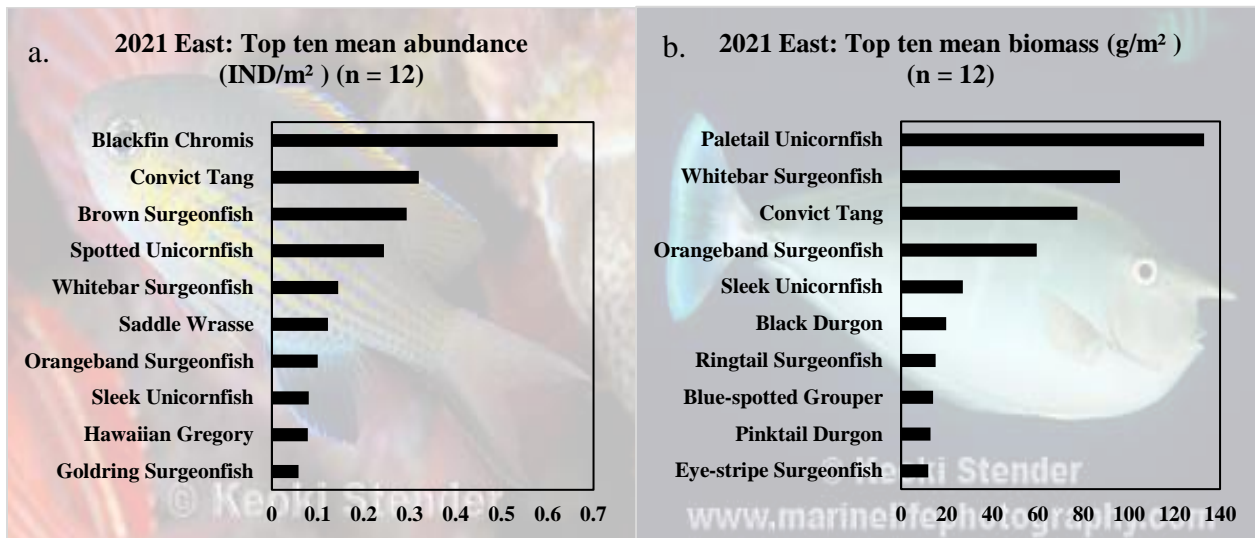 a.
2021 East: Top ten mean abundance
(IND/m² ) (n = 12)
Blackfin Chromis
Convict Tang
Brown Surgeonfish
Spotted Unicornfish
Whitebar Surgeonfish
Saddle Wrasse
Orangeband Surgeonfish
Sleek Unicornfish
Hawaiian Gregory
Goldring Surgeonfish
0 0.1 0.2 0.3 0.4 0.5 0.6 0.7
© Keoki Stender
b.
2021 East: Top ten mean biomass (g/m² )
(n = 12)
Paletail Unicornfish
Whitebar Surgeonfish
Convict Tang
Orangeband Surgeonfish
Sleek Unicornfish
Black Durgon
Ringtail Surgeonfish
Blue-spotted Grouper
Pinktail Durgon
Eye-stripe Surgeonfish
0 20 40 60 80 100 120 140
© Keoki Stender
www.marinelifephotography.com